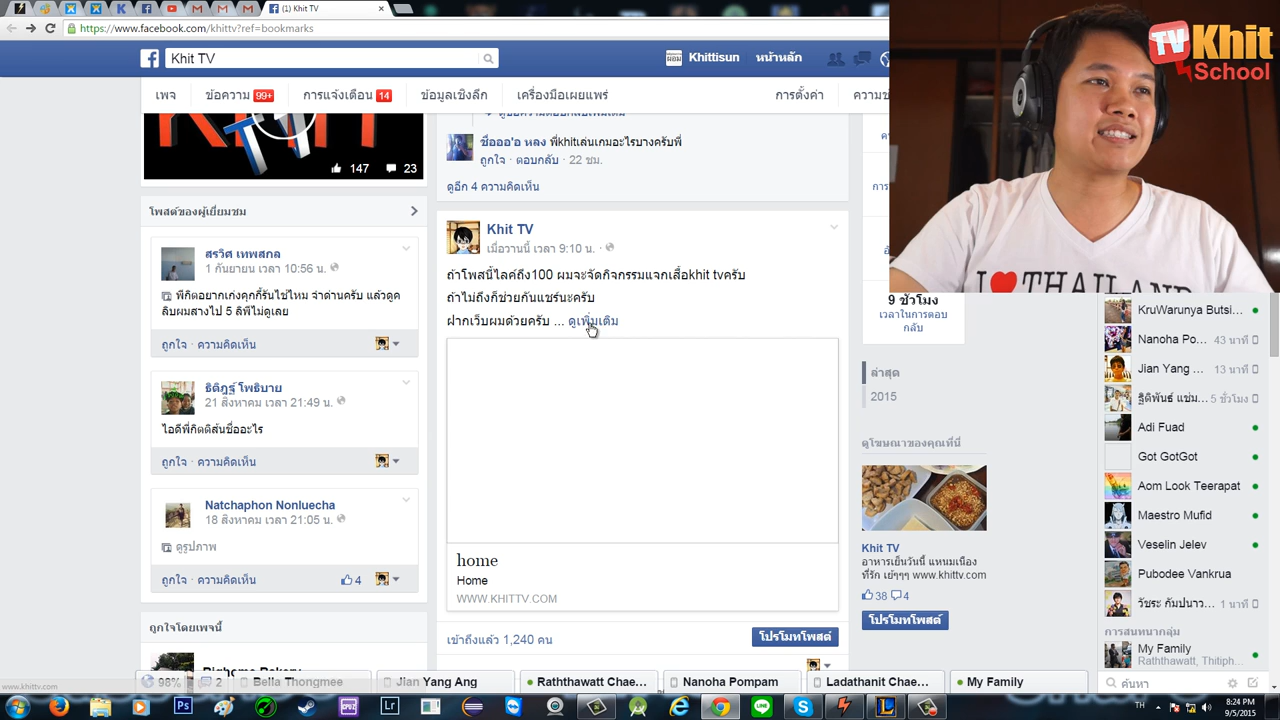 (1) Khit TV
https://www.facebook.com/khittv?ref=bookmarks
TV Khit School
Khit TV
Khittisun
หน้าหลัก
เพจ
ข้อความ 99+
การแจ้งเตือน 14
ข้อมูลเชิงลึก
เครื่องมือเผยแพร่
การตั้งค่า
147
23
ชื่อออ'อ หลง พี่khitเล่นเกมอะไรบางครับพี่
ถูกใจ · ตอบกลับ · 22 ชม.
ดูอีก 4 ความคิดเห็น
โพสต์ของผู้เยี่ยมชม
สรวิศ เทพสกล
1 กันยายน เวลา 10:56 น.
พี่กิตอยากเก่งคุกกี้รันไช่ไหม จ่าด่านครับ แล้วดูค
ลิบผมสางไป 5 ลิพีไม่ดูเลย
ถูกใจ · ความคิดเห็น
ธิติฎฐ์ โพธิบาย
21 สิงหาคม เวลา 21:49 น.
ไอดีพี่กิตติสันชื่ออะไร
ถูกใจ · ความคิดเห็น
Natchaphon Nonluecha
18 สิงหาคม เวลา 21:05 น.
ดูรูปภาพ
ถูกใจ · ความคิดเห็น
4
ถูกใจโดยเพจนี้
Khit TV
เมื่อวานนี้ เวลา 9:10 น. ·
ถ้าโพสนี้ไลค์ถึง100 ผมจะจัดกิจกรรมแจกเสื้อkhit tvครับ
ถ้าไม่ถึงก็ช่วยกันแชร์นะครับ
ฝากเว็บผมด้วยครับ ... ดูเพิ่มเติม
home
Home
WWW.KHITTV.COM
เข้าถึงแล้ว 1,240 คน
โปรโมทโพสต์
I THAILAND
9 ชั่วโมง
เวลาในการตอบ
กลับ
ล่าสุด
2015
ดูโฆษณาของคุณที่นี่
Khit TV
อาหารเย็นวันนี้ แหนมเนือง
ที่รัก เย้ๆๆๆ www.khittv.com
38 4
โปรโมทโพสต์
KruWarunya Butsi...
Nanoha Po... 43 นาที
Jian Yang ... 13 นาที
ฐิติพันธ์ แช่ม... 5 ชั่วโมง
Adi Fuad
Got GotGot
Aom Look Teerapat
Maestro Mufid
Veselin Jelev
Pubodee Vankrua
วัชระ กัมปนาว... 1 นาที
การสนทนากลุ่ม
My Family
Raththawatt, Thitiph...
ค้นหา
www.khittv.com
98%
2
Bella Thongmee
Jian Yang Ang
Raththawatt Chae...
Nanoha Pompam
Ladathanit Chae...
My Family
TH
8:24 PM
9/5/2015